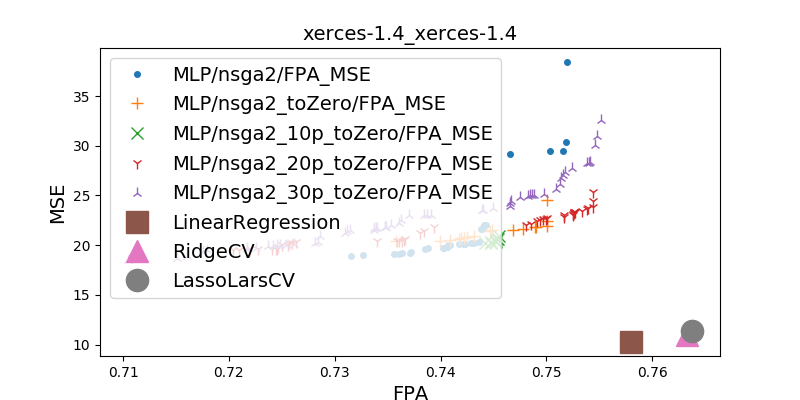 xerces-1.4_xerces-1.4
MSE
35
30
25
20
15
10
MLP/nsga2/FPA_MSE
MLP/nsga2_toZero/FPA_MSE
MLP/nsga2_10p_toZero/FPA_MSE
MLP/nsga2_20p_toZero/FPA_MSE
MLP/nsga2_30p_toZero/FPA_MSE
LinearRegression
RidgeCV
LassoLarsCV
0.71 0.72 0.73 0.74 0.75 0.76
FPA